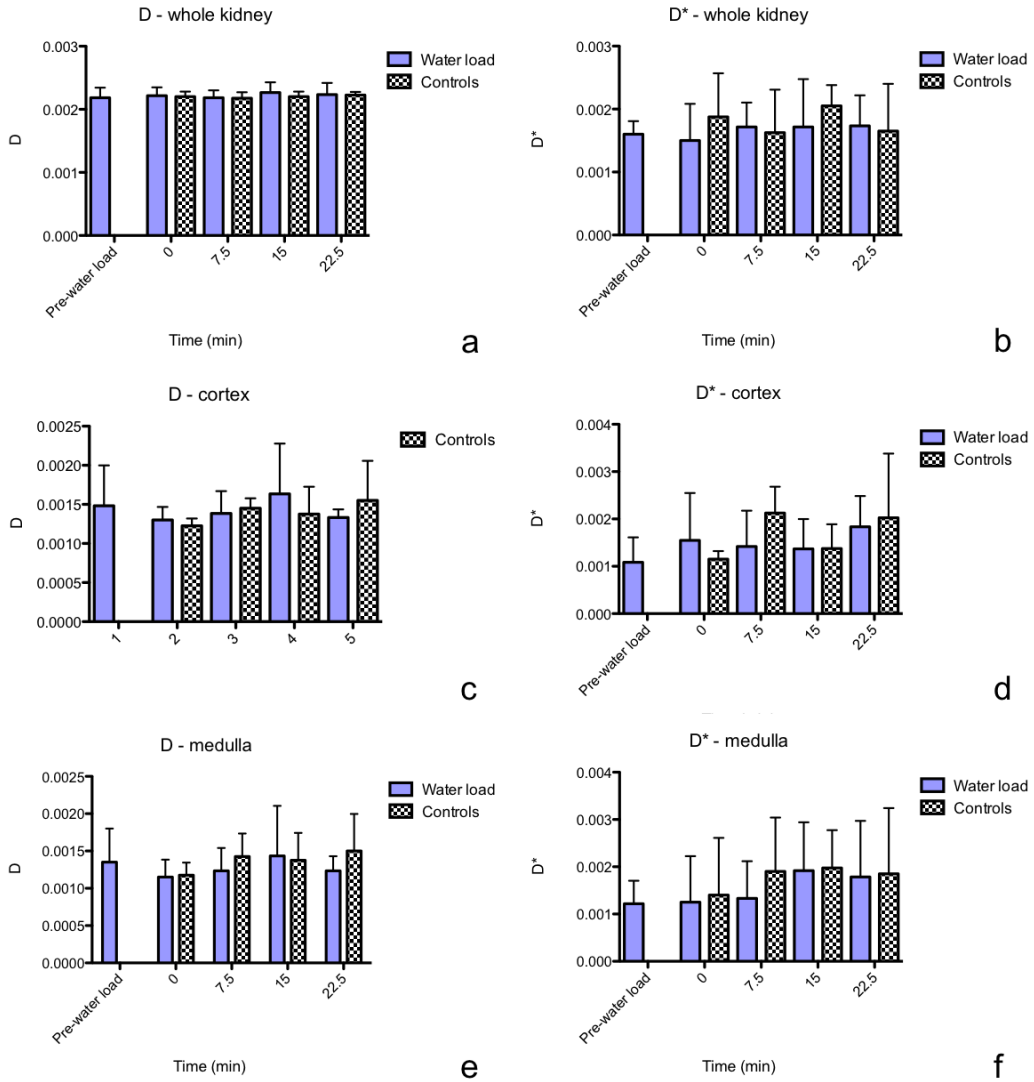 D - whole kidney
0.003
0.002
0.001
0.000
D
Pre-water load
0
7.5
15
22.5
Time (min)
Water load
Controls
a
D* - whole kidney
0.003
0.002
0.001
0.000
D*
Pre-water load
0
7.5
15
22.5
Time (min)
Water load
Controls
b
D - cortex
0.0025
0.0020
0.0015
0.0010
0.0005
0.0000
D
1
2
3
4
5
Controls
c
D* - cortex
0.004
0.003
0.002
0.001
0.000
D*
Pre-water load
0
7.5
15
22.5
Water load
Controls
d
D - medulla
0.0025
0.0020
0.0015
0.0010
0.0005
0.0000
D
Pre-water load
0
7.5
15
22.5
Time (min)
Water load
Controls
e
D* - medulla
0.004
0.003
0.002
0.001
0.000
D*
Pre-water load
0
7.5
15
22.5
Time (min)
Water load
Controls
f